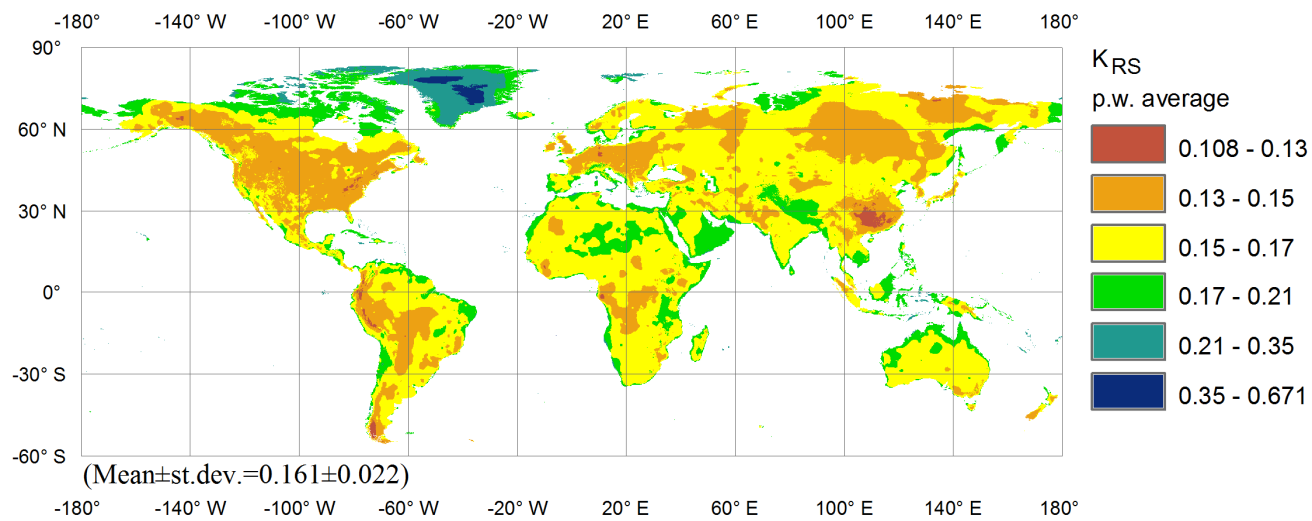 -180° -140° W -100° W -60° W -20° W 20° E 60° E 100° E 140° E 180°
90°
60° N
30° N
0°
-30° S
-60° S
(Mean±st.dev.=0.161±0.022)
-180° -140° W -100° W -60° W -20° W 20° E 60° E 100° E 140° E 180°
KRS
p.w. average
0.108 - 0.13
0.13 - 0.15
0.15 - 0.17
0.17 - 0.21
0.21 - 0.35
0.35 - 0.671